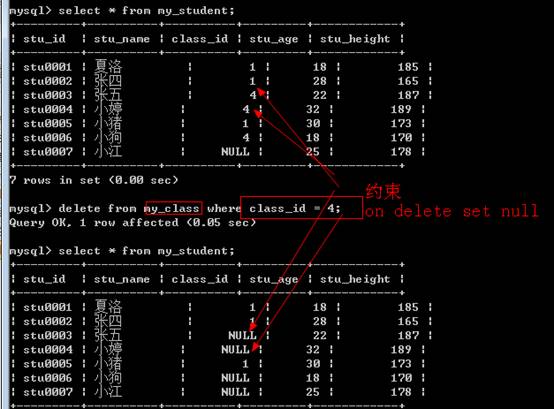 mysql> select * from my_student;
+---------+----------+----------+---------+------------+
| stu_id | stu_name | class_id | stu_age | stu_height |
+---------+----------+----------+---------+------------+
| stu0001 | 夏洛 | 1 | 18 | 185 |
| stu0002 | 张四 | 1 | 28 | 165 |
| stu0003 | 张五 | 4 | 22 | 187 |
| stu0004 | 小婷 | 4 | 32 | 189 |
| stu0005 | 小猪 | 1 | 30 | 173 |
| stu0006 | 小狗 | 4 | 18 | 170 |
| stu0007 | 小江 | NULL | 25 | 178 |
+---------+----------+----------+---------+------------+
7 rows in set (0.00 sec)
约束
on delete set null
mysql> delete from my_class where class_id = 4;
Query OK, 1 row affected (0.05 sec)
mysql> select * from my_student;
+---------+----------+----------+---------+------------+
| stu_id | stu_name | class_id | stu_age | stu_height |
+---------+----------+----------+---------+------------+
| stu0001 | 夏洛 | 1 | 18 | 185 |
| stu0002 | 张四 | 1 | 28 | 165 |
| stu0003 | 张五 | NULL | 22 | 187 |
| stu0004 | 小婷 | NULL | 32 | 189 |
| stu0005 | 小猪 | 1 | 30 | 173 |
| stu0006 | 小狗 | NULL | 18 | 170 |
| stu0007 | 小江 | NULL | 25 | 178 |
+---------+----------+----------+---------+------------+